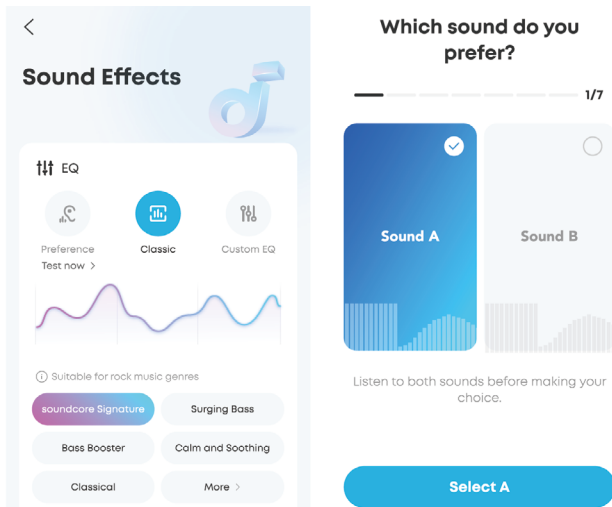 Sound Effects
EQ
Preference
Classic
Custom EQ
Test now >
Suitable for rock music genres
soundcore Signature
Surging Bass
Bass Booster
Calm and Soothing
Classical
More >
Which sound do you
prefer?
1/7
Sound A
Sound B
Listen to both sounds before making your
choice.
Select A